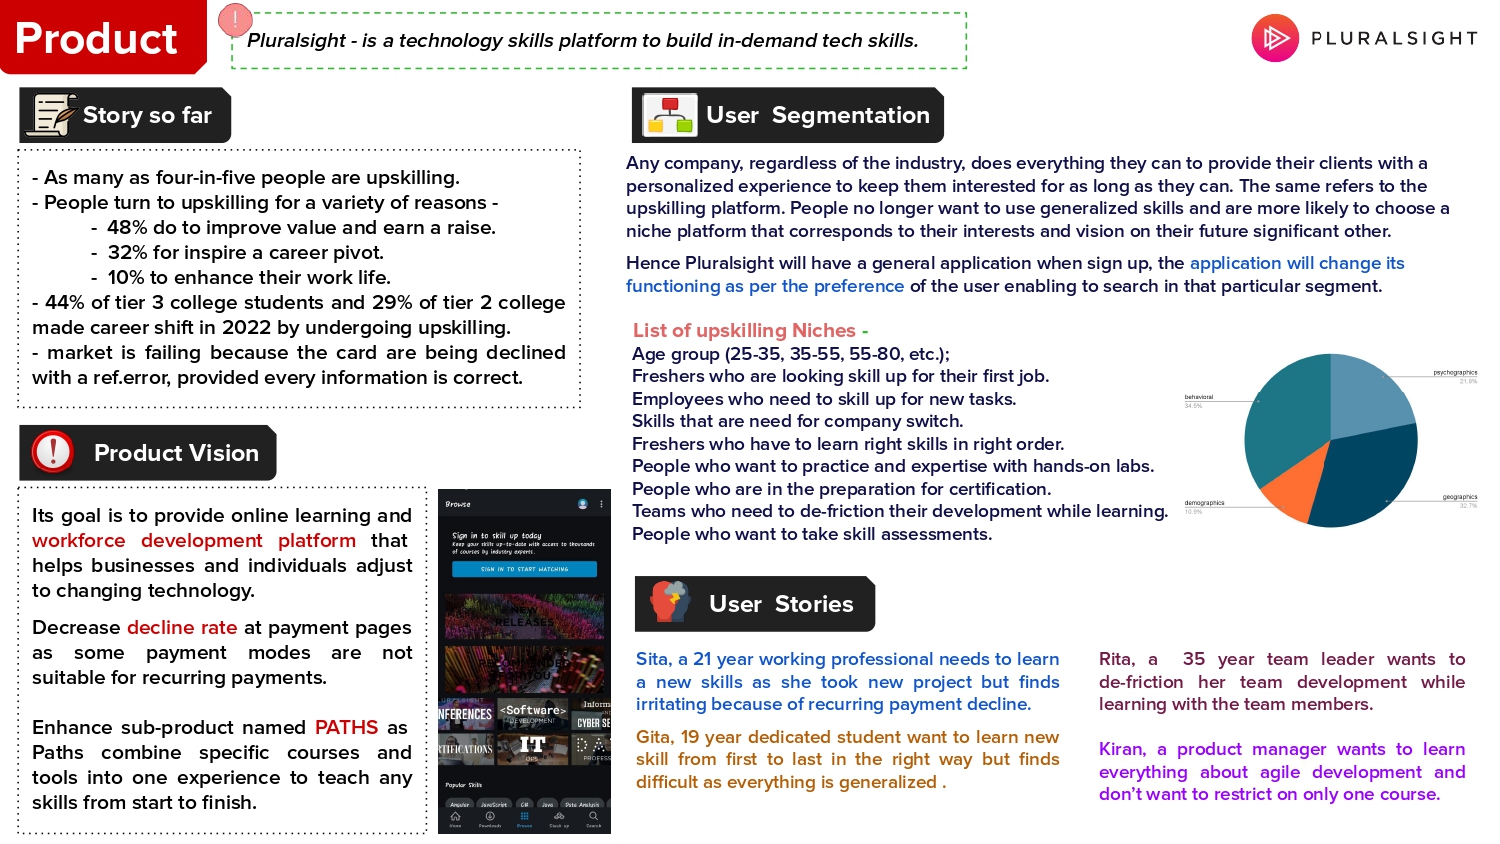 Product
!
Pluralsight - is a technology skills platform to build in-demand tech skills.
PLURALSIGHT
Story so far
- As many as four-in-five people are upskilling.
- People turn to upskilling for a variety of reasons -
- 48% do to improve value and earn a raise.
- 32% for inspire a career pivot.
- 10% to enhance their work life.
- 44% of tier 3 college students and 29% of tier 2 college
made career shift in 2022 by undergoing upskilling.
- market is failing because the card are being declined
with a ref.error, provided every information is correct.
Product Vision
Its goal is to provide online learning and
workforce development platform that
helps businesses and individuals adjust
to changing technology.
Decrease decline rate at payment pages
as some payment modes are not
suitable for recurring payments.
Enhance sub-product named PATHS as
Paths combine specific courses and
tools into one experience to teach any
skills from start to finish.
Browse
Sign in to skill up today
Keep your skills up-to-date with access to thousands
of courses by industry experts.
SIGN IN TO START WATCHING
NEW
RELEASES
NFERENCES
<Software>
DEVELOPMENT
Inform
CYBER SE
TIFICATIONS
IT
OPS
DA
PROFESS
Popular Skills
Angular
JavaScript
C#
Java
Data Analysis
Home
Downloads
Browse
Stack up
Search
User Segmentation
Any company, regardless of the industry, does everything they can to provide their clients with a
personalized experience to keep them interested for as long as they can. The same refers to the
upskilling platform. People no longer want to use generalized skills and are more likely to choose a
niche platform that corresponds to their interests and vision on their future significant other.
Hence Pluralsight will have a general application when sign up, the application will change its
functioning as per the preference of the user enabling to search in that particular segment.
List of upskilling Niches -
Age group (25-35, 35-55, 55-80, etc.);
Freshers who are looking skill up for their first job.
Employees who need to skill up for new tasks.
Skills that are need for company switch.
Freshers who have to learn right skills in right order.
People who want to practice and expertise with hands-on labs.
People who are in the preparation for certification.
Teams who need to de-friction their development while learning.
People who want to take skill assessments.
psychographics
21.8%
behavioral
34.5%
geographics
32.7%
demographics
10.9%
User Stories
Sita, a 21 year working professional needs to learn
a new skills as she took new project but finds
irritating because of recurring payment decline.
Gita, 19 year dedicated student want to learn new
skill from first to last in the right way but finds
difficult as everything is generalized .
Rita, a 35 year team leader wants to
de-friction her team development while
learning with the team members.
Kiran, a product manager wants to learn
everything about agile development and
don't want to restrict on only one course.